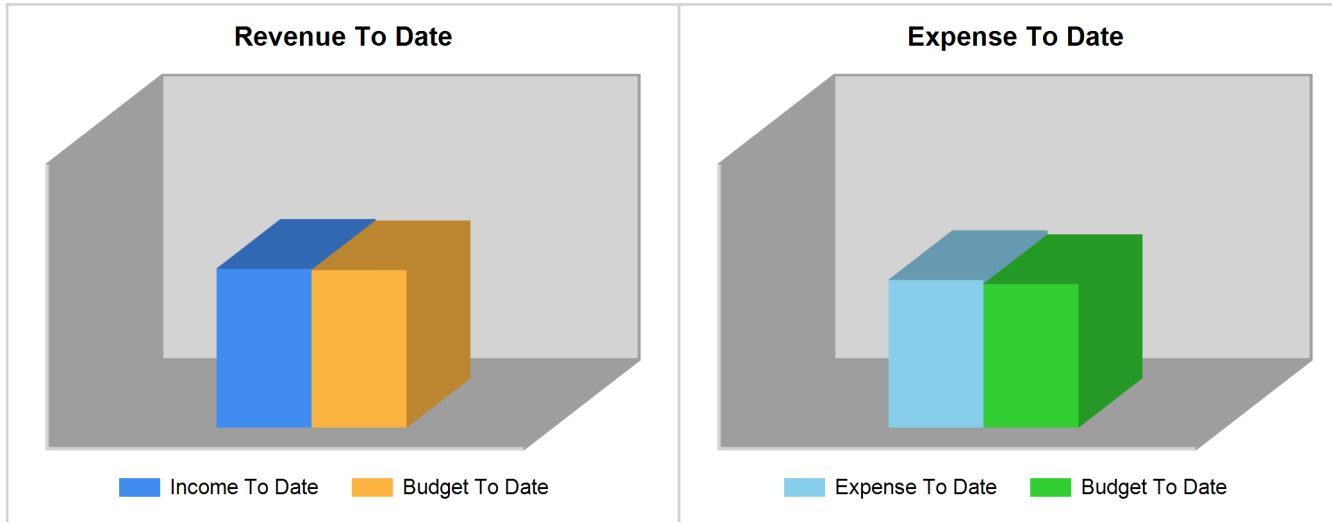 Revenue To Date
Income To Date
Budget To Date
Expense To Date
Expense To Date
Budget To Date